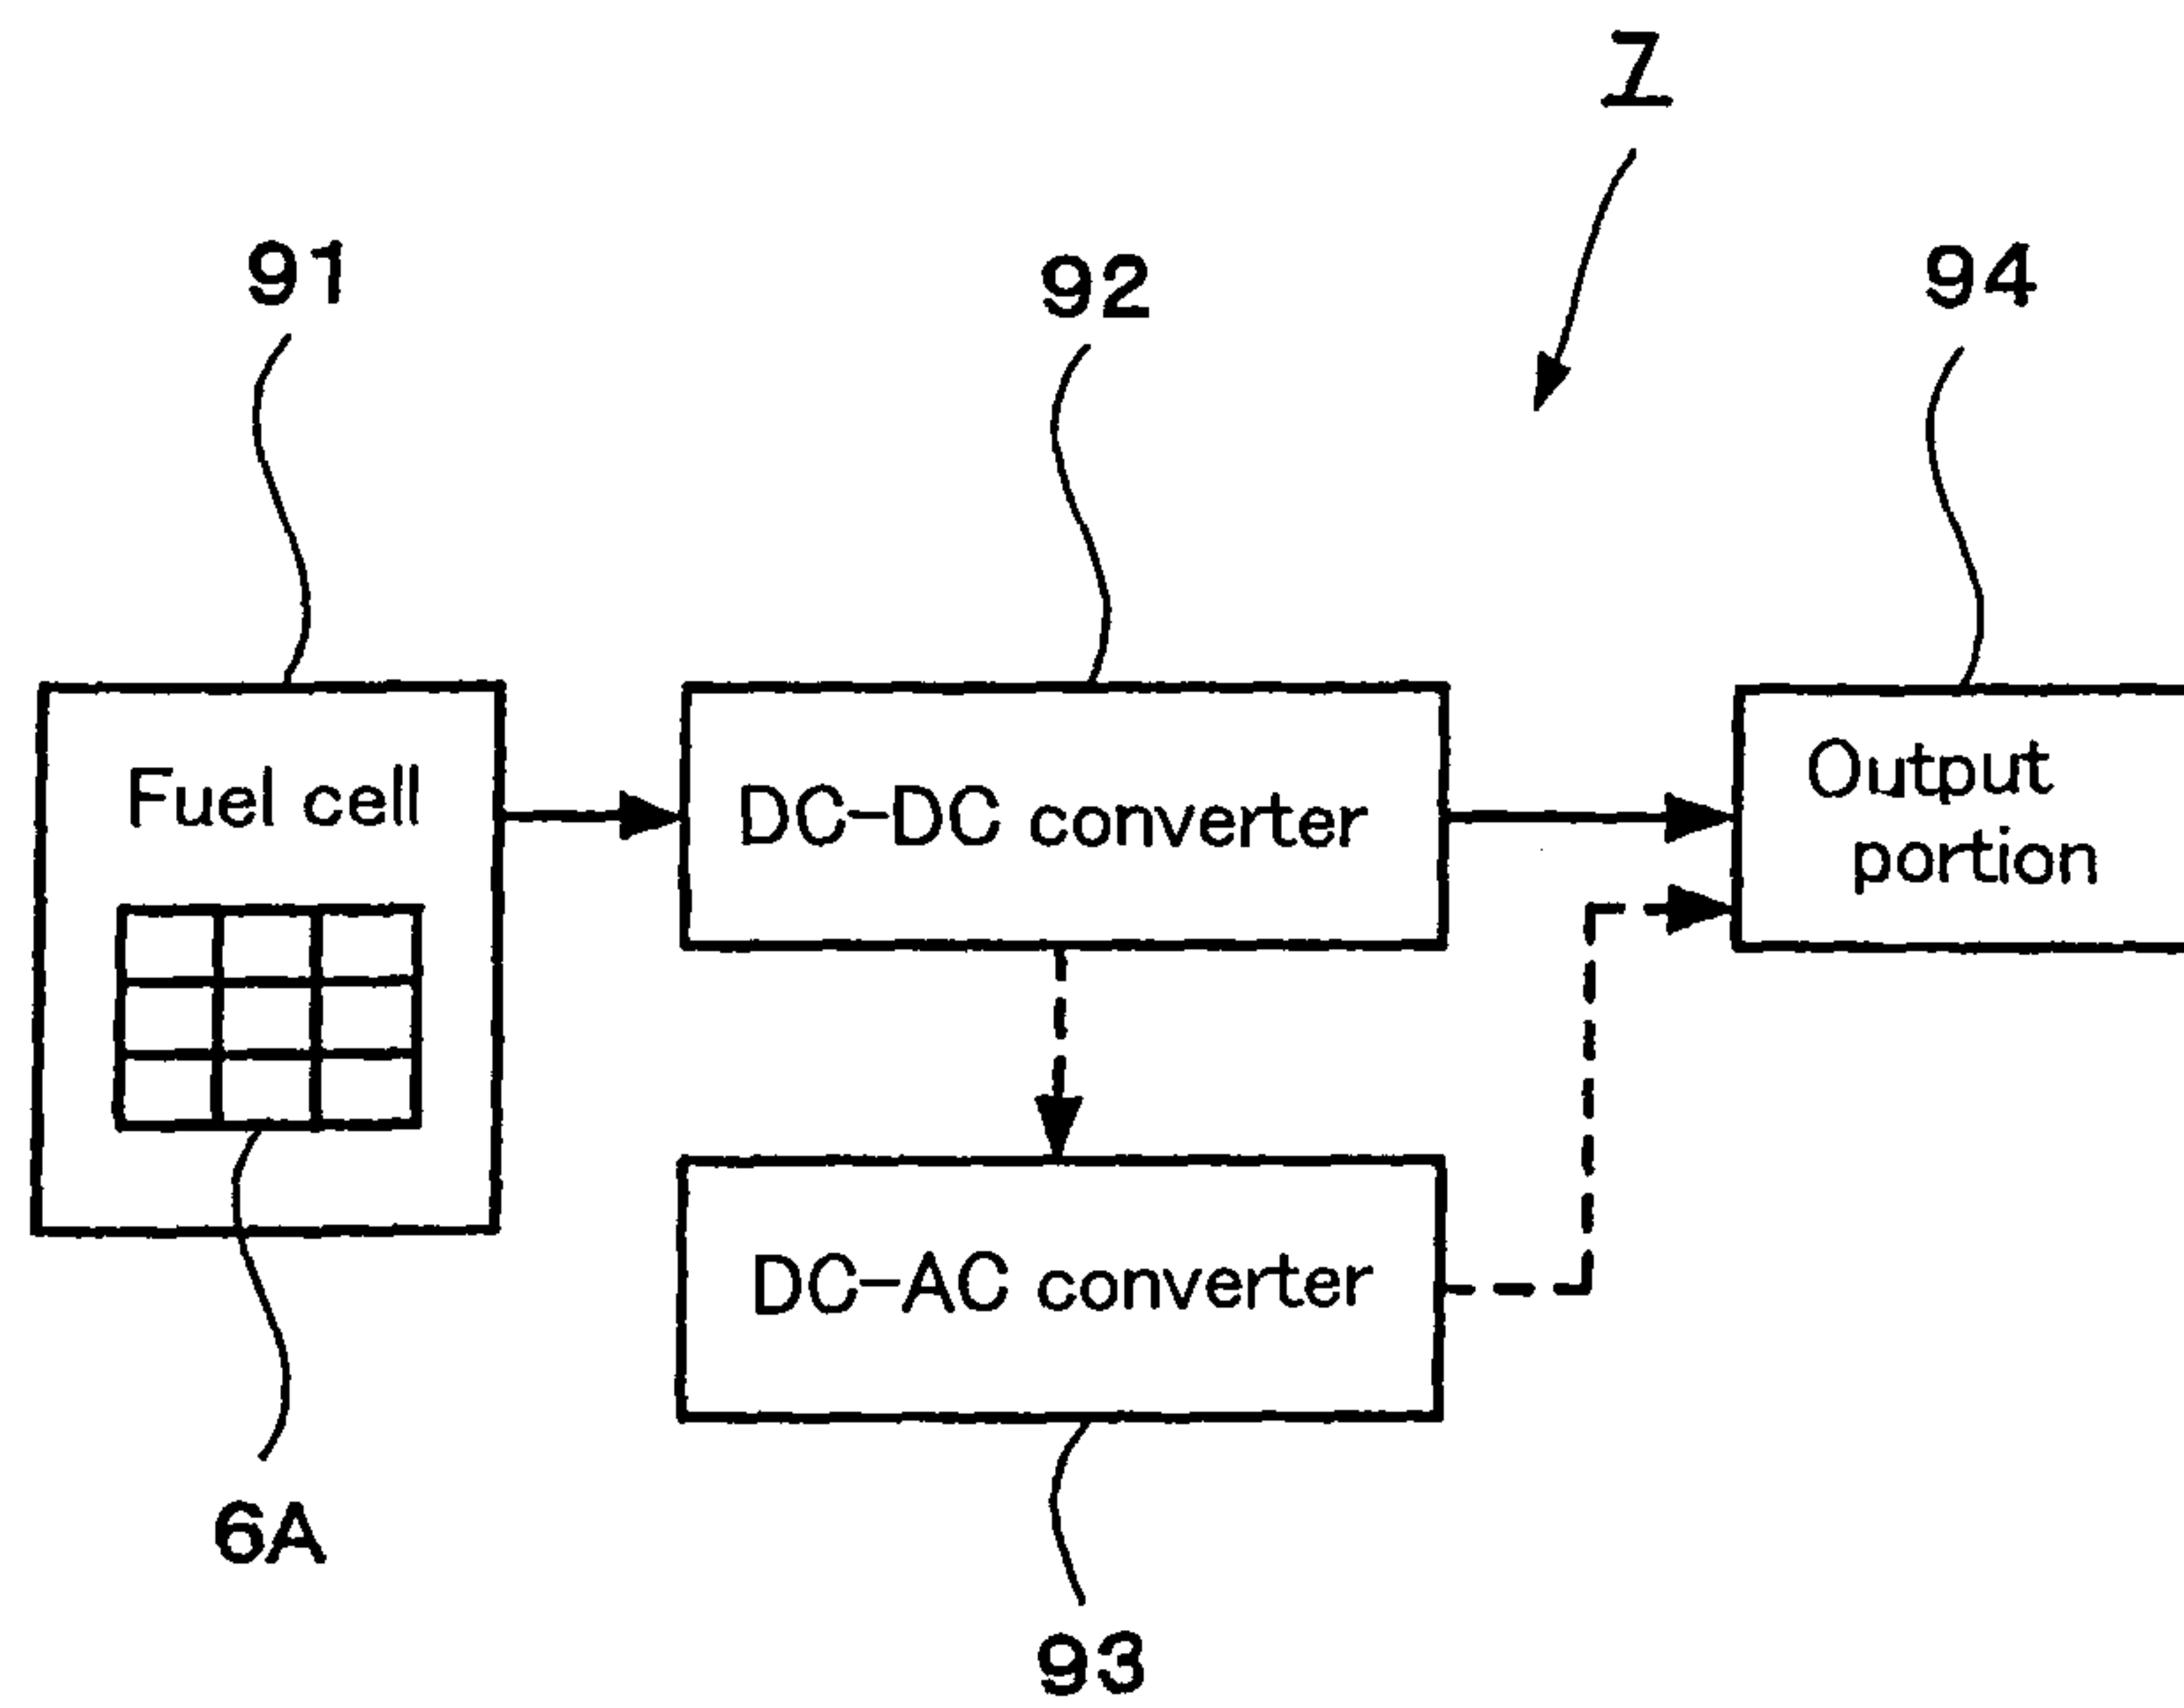 7
91
92
94
Fuel cell
DC-DC converter
Output
portion
DC-AC converter
6A
93